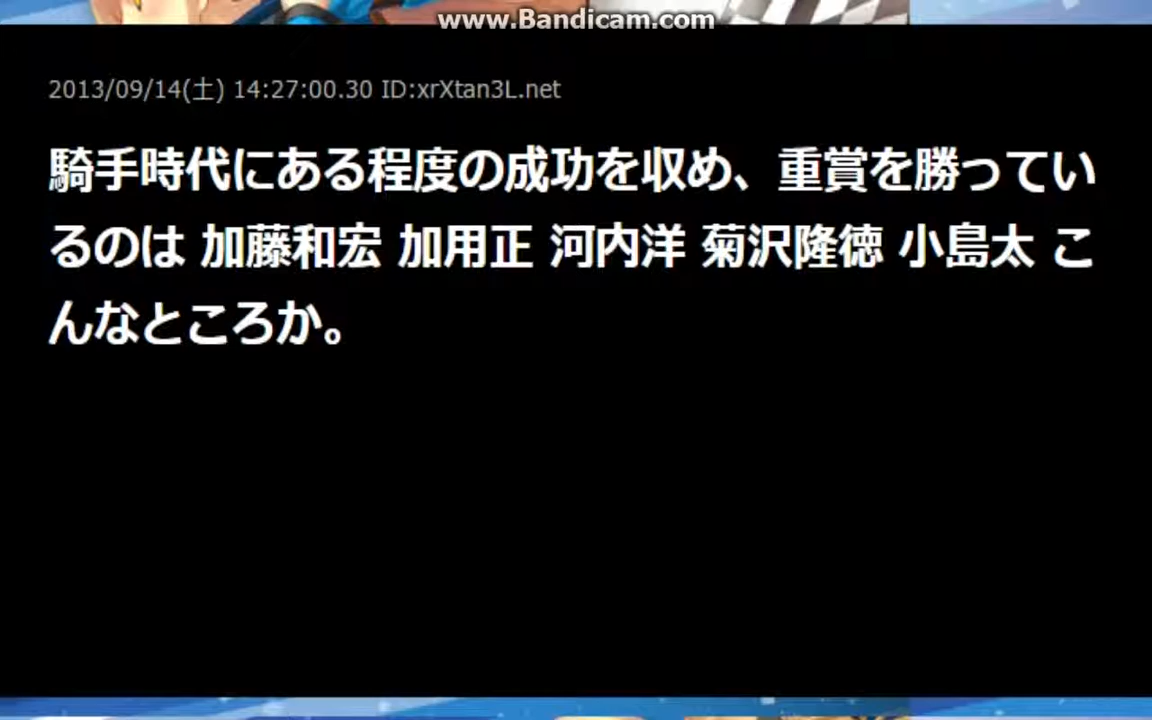 www.Bandicam.com
2013/09/14(土) 14:27:00.30 ID:xrXtan3L.net
騎手時代にある程度の成功を収め、重賞を勝ってい
るのは 加藤和宏 加用正 河内洋 菊沢隆徳 小島太 こ
んなところか。